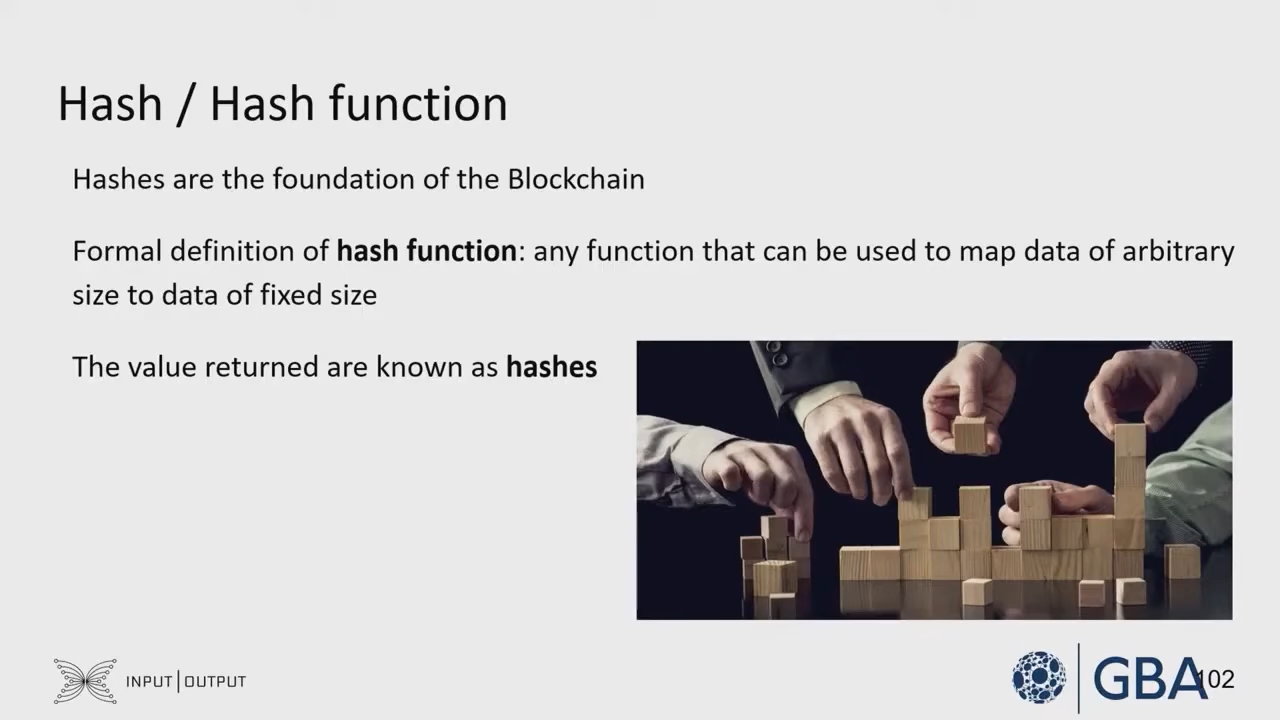 Hash / Hash function
Hashes are the foundation of the Blockchain
Formal definition of hash function: any function that can be used to map data of arbitrary
size to data of fixed size
The value returned are known as hashes
INPUT|OUTPUT
GBA
102